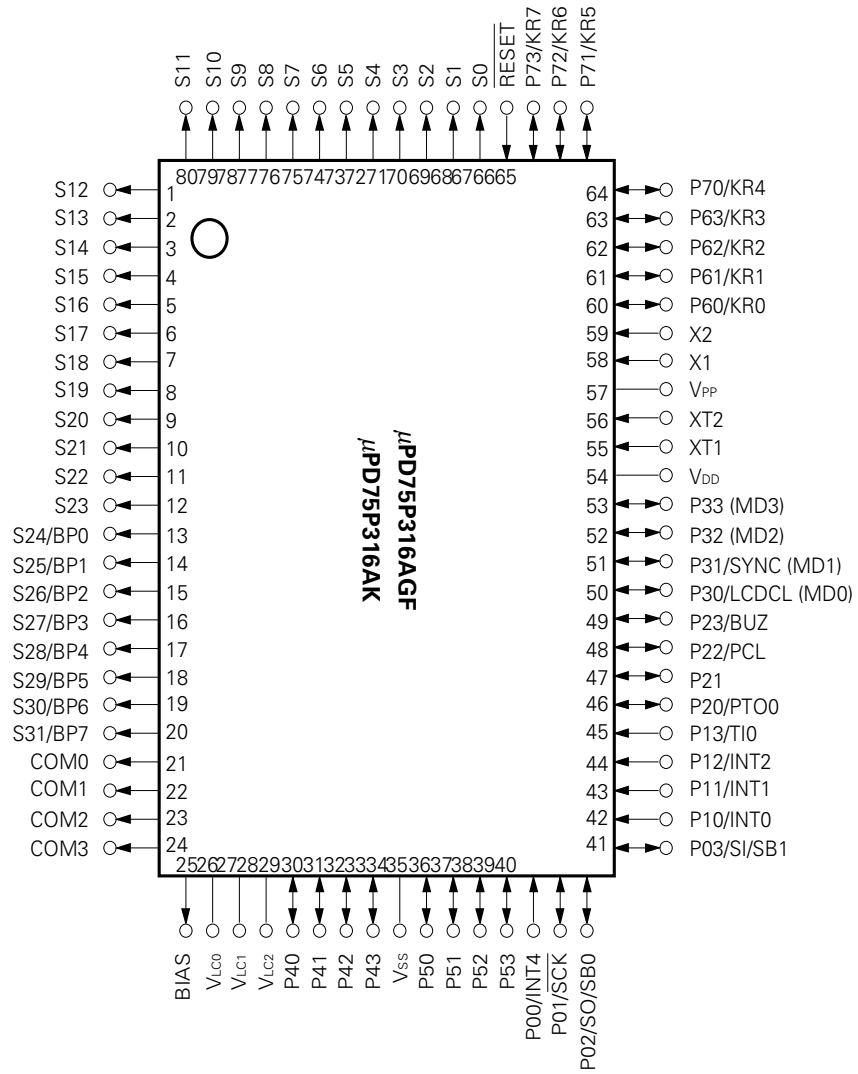 S11
S10
S9
S8
S7
S6
S5
S4
S3
S2
S1
S0
RESET
P73/KR7
P72/KR6
P71/KR5
80797877767574737271706968676665
S12 1
S13 2
S14 3
S15 4
S16 5
S17 6
S18 7
S19 8
S20 9
S21 10
S22 11
S23 12
S24/BP0 13
S25/BP1 14
S26/BP2 15
S27/BP3 16
S28/BP4 17
S29/BP5 18
S30/BP6 19
S31/BP7 20
COM0 21
COM1 22
COM2 23
COM3 24
μPD75P316AGF
μPD75P316AK
64 P70/KR4
63 P63/KR3
62 P62/KR2
61 P61/KR1
60 P60/KR0
59 X2
58 X1
57 VPP
56 XT2
55 XT1
54 VDD
53 P33 (MD3)
52 P32 (MD2)
51 P31/SYNC (MD1)
50 P30/LCDCL (MD0)
49 P23/BUZ
48 P22/PCL
47 P21
46 P20/PTO0
45 P13/TI0
44 P12/INT2
43 P11/INT1
42 P10/INT0
41 P03/SI/SB1
25262728293031323334353637383940
BIAS
VLC0
VLC1
VLC2
P40
P41
P42
P43
VSS
P50
P51
P52
P53
P00/INT4
P01/SCK
P02/SO/SB0